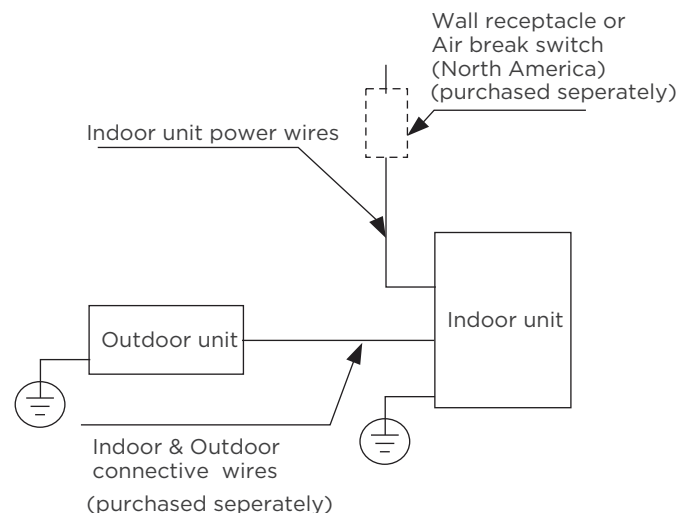 Wall receptacle or
Air break switch
(North America)
(purchased seperately)
Indoor unit power wires
Indoor unit
Outdoor unit
Indoor & Outdoor
connective wires
(purchased seperately)